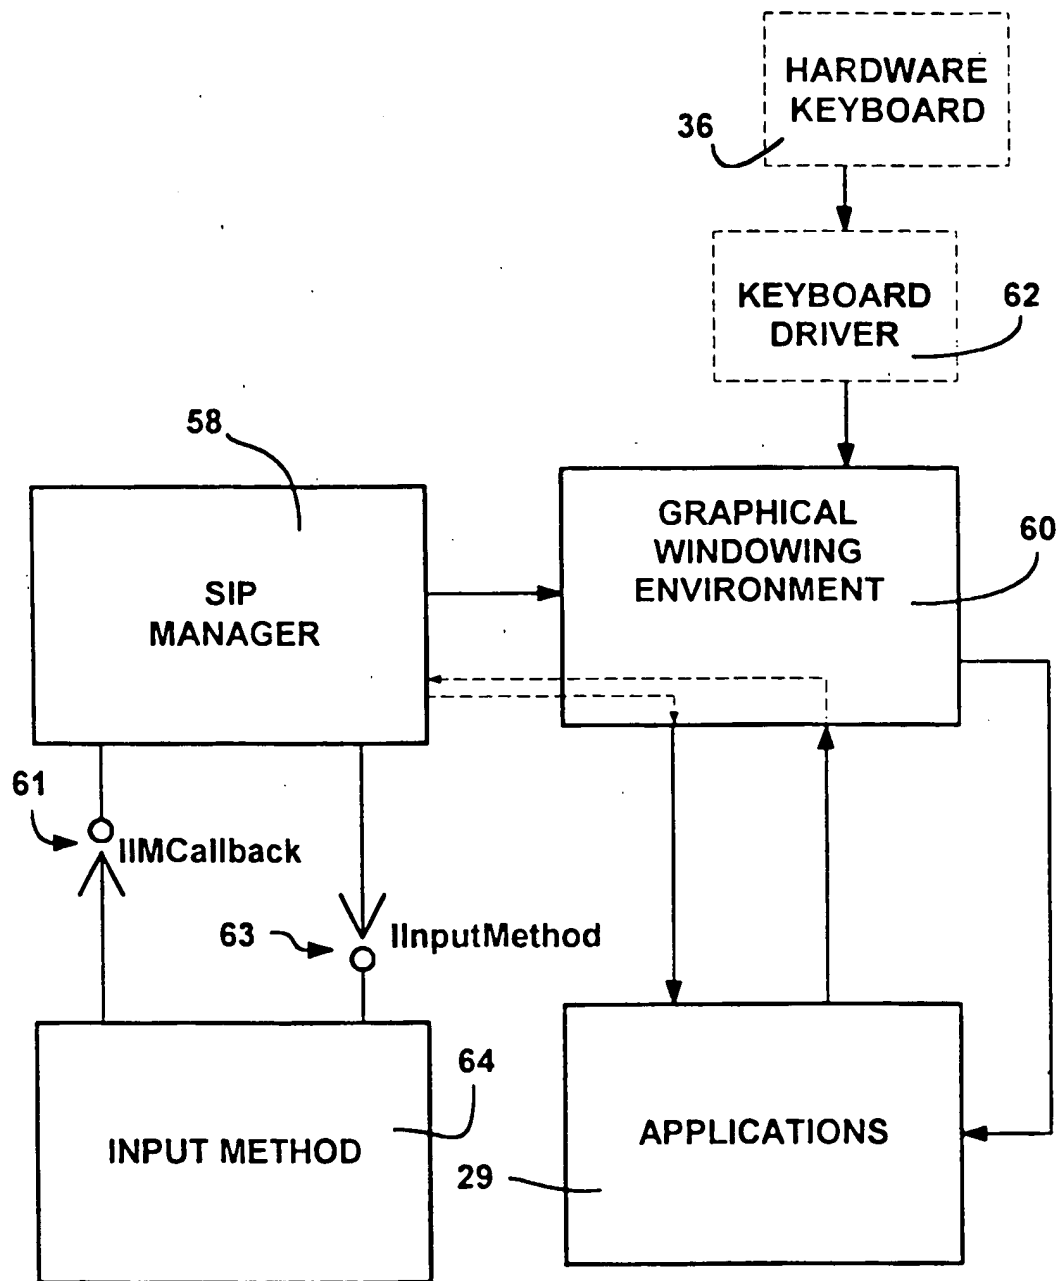 HARDWARE
KEYBOARD
36
KEYBOARD
DRIVER
62
58
SIP
MANAGER
GRAPHICAL
WINDOWING
ENVIRONMENT
60
61
IIMCallback
63
IInputMethod
64
INPUT METHOD
29
APPLICATIONS